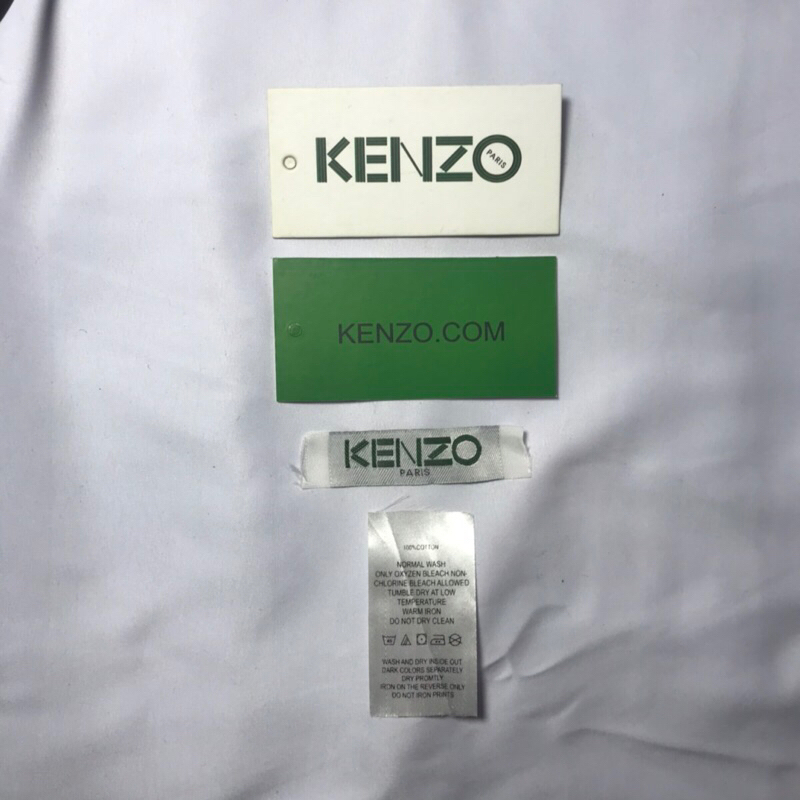 KENZO
PARIS
KENZO.COM
KENZO
PARIS
100%COTTON
NORMAL WASH
ONLY OXYZEN BLEACH NON-
CHLORINE BLEACH ALLOWED
TUMBLE DRY AT LOW
TEMPERATURE
WARM IRON
DO NOT DRY CLEAN
WASH AND DRY INSIDE OUT
DARK COLORS SEPARATELY
DRY PROMTLY
IRON ON THE REVERSE ONLY
DO NOT IRON PRINTS